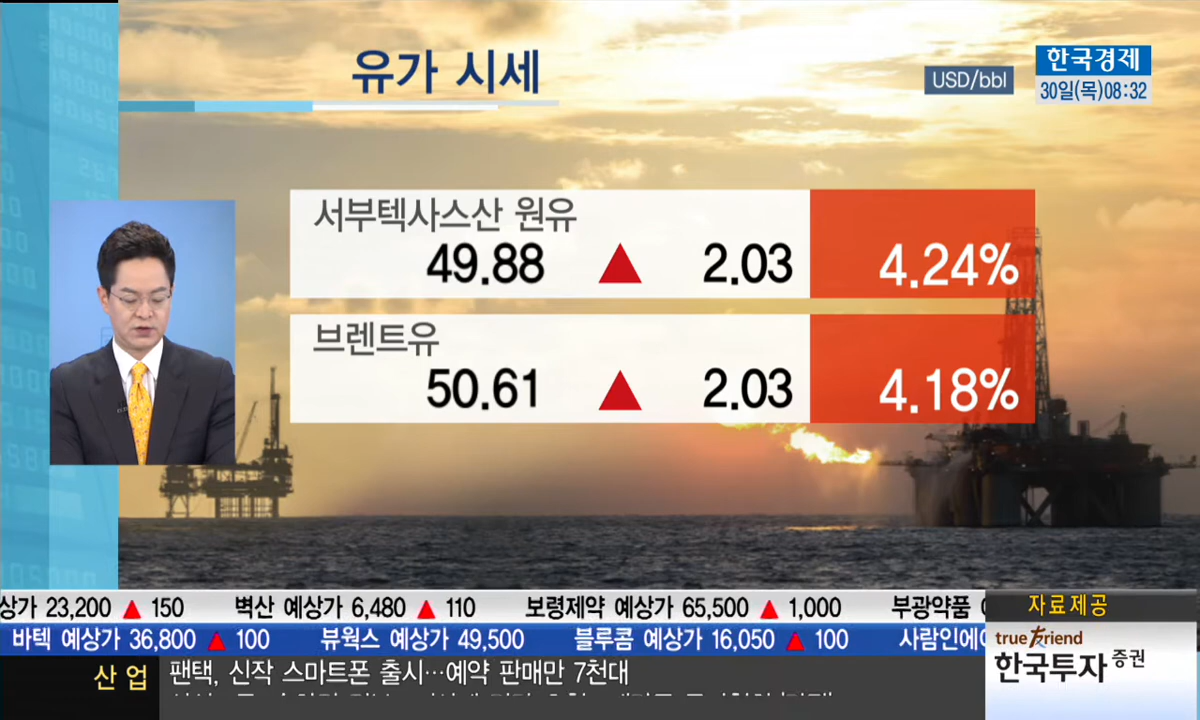 유가 시세
USD/bbl
한국경제
30일(목)08:32
서부텍사스산 원유
49.88 ▲ 2.03 4.24%
브렌트유
50.61 ▲ 2.03 4.18%
상가 23,200 ▲ 150 벽산 예상가 6,480 ▲ 110 보령제약 예상가 65,500 ▲ 1,000 부광약품
바텍 예상가 36,800 ▲ 100 뷰웍스 예상가 49,500 블루콤 예상가 16,050 ▲ 100 사람인에이
자료제공
true friend
한국투자증권
산업
팬택, 신작 스마트폰 출시…예약 판매만 7천대